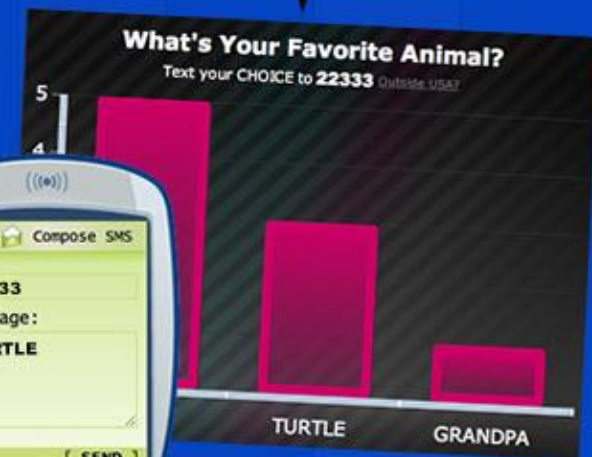 What's Your Favorite Animal?
Text your CHOICE to 22333 Outside USA?
5
4
Compose SMS
33
age:
RTLE
[ SEND ]
TURTLE
GRANDPA